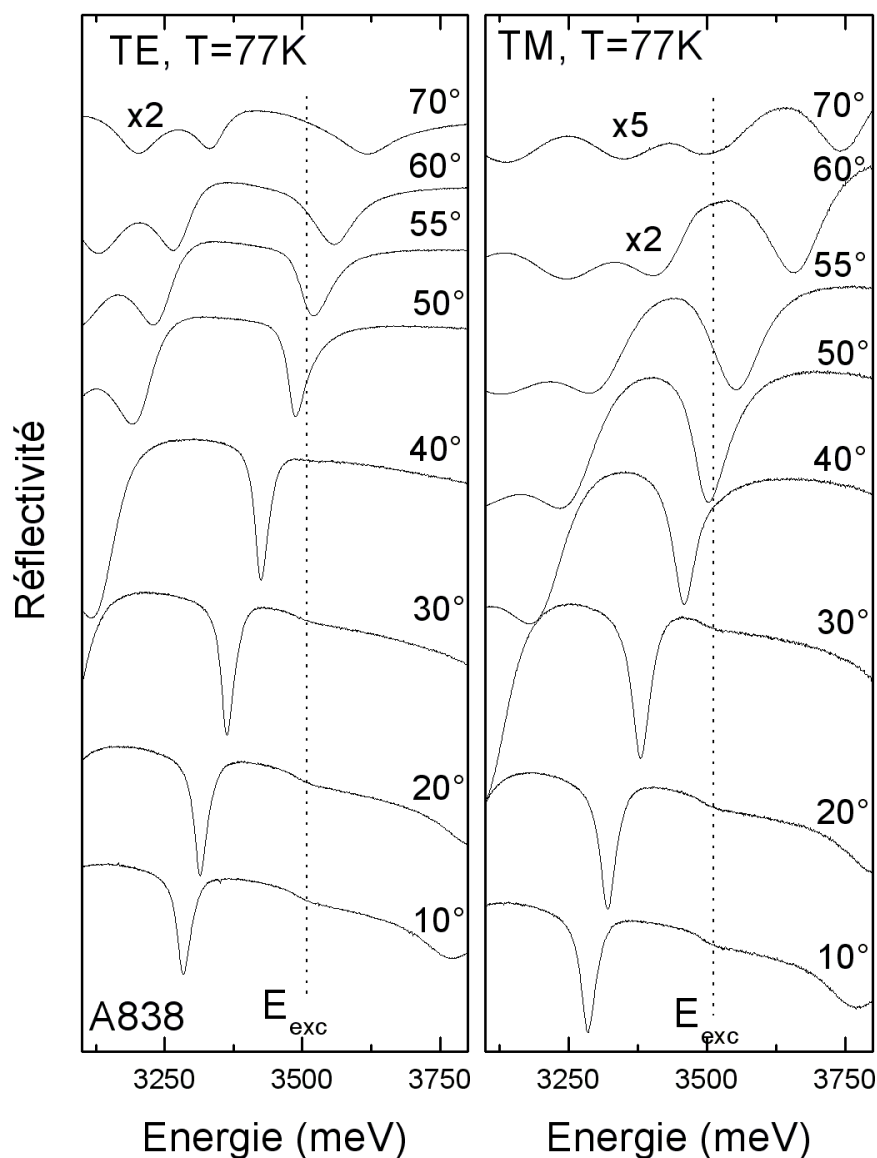 TE, T=77K
x2
70°
60°
55°
50°
40°
30°
20°
10°
A838
E exc
3250
3500
3750
Energie (meV)
Réflectivité
TM, T=77K
70°
x5
60°
x2
55°
50°
40°
30°
20°
10°
E exc
3250
3500
3750
Energie (meV)